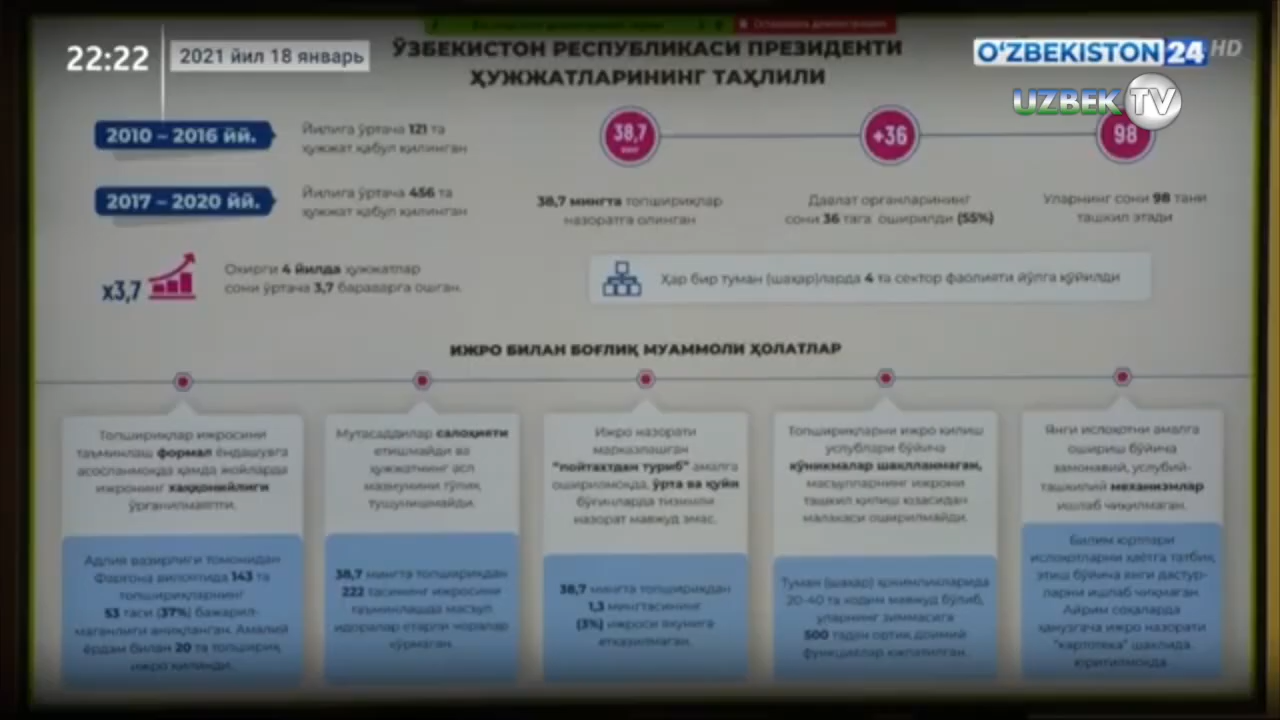 22:22
2021 йил 18 январь
O'ZBEKISTON 24 HD
UZBEK TV
ЎЗБЕКИСТОН РЕСПУБЛИКАСИ ПРЕЗИДЕНТИ
ҲУЖЖАТЛАРИНИНГ ТАҲЛИЛИ
2010 – 2016 йй.
Йилига ўртача 121 та
ҳужжат қабул қилинган
2017 – 2020 йй.
Йилига ўртача 456 та
ҳужжат қабул қилинган
x3,7
Охирги 4 йилда ҳужжатлар
сони ўртача 3,7 бараварга ошган.
38,7
38,7 мингта топшириқлар
назоратга олинган
+36
Давлат органларининг
сони 36 тага оширилди (55%)
98
Уларнинг сони 98 тани
ташкил этади
Ҳар бир туман (шаҳар)ларда 4 та сектор фаолияти йўлга қўйилди
ИЖРО БИЛАН БОҒЛИҚ МУАММОЛИ ҲОЛАТЛАР
Топшириқлар ижросини
таъминлаш формал ёндашувга
асосланмоқда ҳамда жойларда
ижронинг ҳаққонийлиги
ўрганилмаяпти.
Адлия вазирлиги томонидан
Фарғона вилоятида 143 та
топшириқларнинг
53 таси (37%) бажарил-
маганлиги аниқланган. Амалий
ёрдам билан 20 та топшириқ
ижро қилинди.
Мутасаддилар салоҳияти
етишмайди ва
ҳужжатнинг асл
мазмунини тўлиқ
тушунишмайди.
38,7 мингта топшириқдан
222 тасининг ижросини
таъминлашда масъул
идоралар етарли чоралар
кўрмаган.
Ижро назорати
марказлашган
"пойтахтдан туриб" амалга
оширилмоқда, ўрта ва қуйи
бўғинларда тизимли
назорат мавжуд эмас.
38,7 мингта топшириқдан
1,3 мингтасининг
(3%) ижроси якунига
етказилмаган.
Топшириқларни ижро қилиш
услублари бўйича
кўникмалар шаклланмаган,
масъулларнинг ижрони
ташкил қилиш юзасидан
малакаси оширилмайди.
Туман (шаҳар) ҳокимликларида
20-40 та ходим мавжуд бўлиб,
уларнинг зиммасига
500 тадан ортиқ доимий
функциялар юклатилган.
Янги ислоҳотни амалга
ошириш бўйича
замонавий, услубий-
ташкилий механизмлар
ишлаб чиқилмаган.
Билим юртлари
ислоҳотларни ҳаётга татбиқ
этиш бўйича янги дастур-
ларни ишлаб чиқмаган.
Айрим соҳаларда
ҳанузгача ижро назорати
"картотека" шаклида
юритилмоқда.